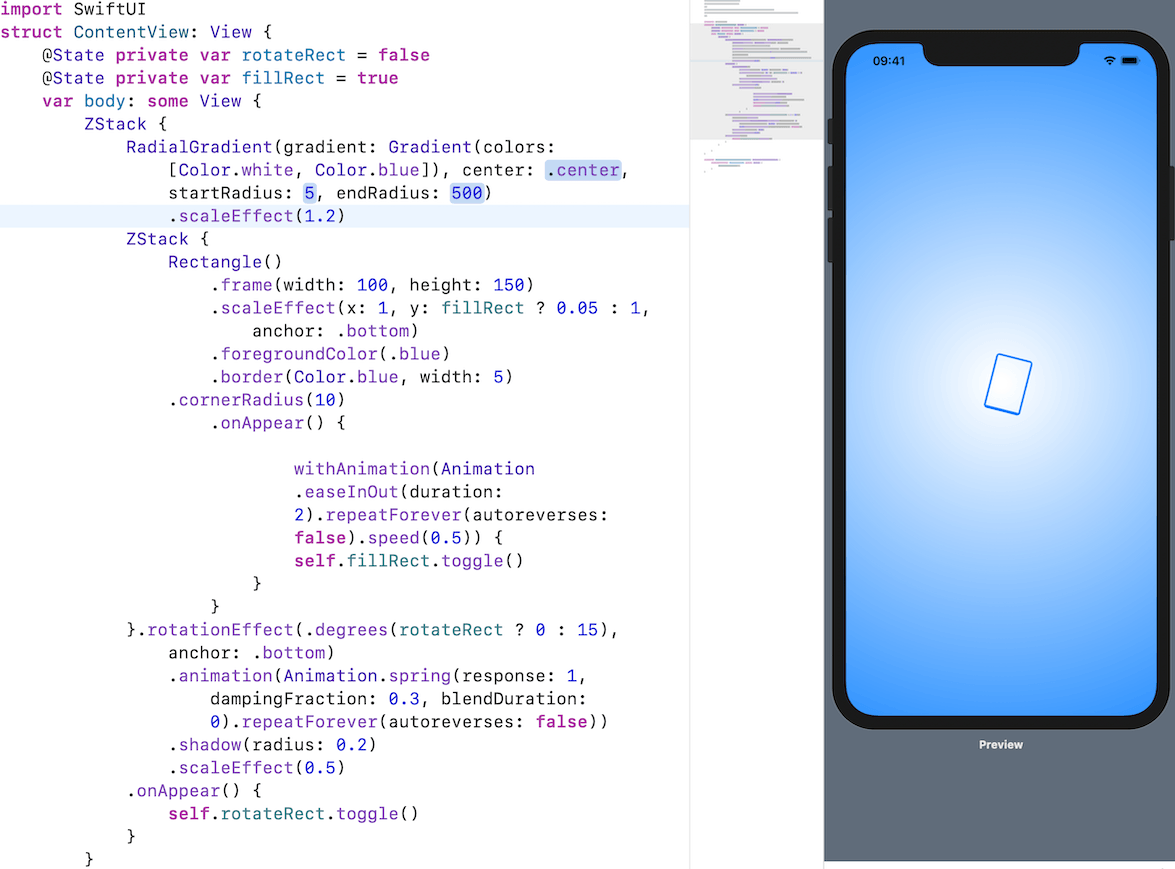 import SwiftUI
struct ContentView: View {
@State private var rotateRect = false
@State private var fillRect = true
var body: some View {
ZStack {
RadialGradient(gradient: Gradient(colors:
[Color.white, Color.blue]), center: .center,
startRadius: 5, endRadius: 500)
.scaleEffect(1.2)
ZStack {
Rectangle()
.frame(width: 100, height: 150)
.scaleEffect(x: 1, y: fillRect ? 0.05 : 1,
anchor: .bottom)
.foregroundColor(.blue)
.border(Color.blue, width: 5)
.cornerRadius(10)
.onAppear() {
withAnimation(Animation
.easeInOut(duration:
2).repeatForever(autoreverses:
false).speed(0.5)) {
self.fillRect.toggle()
}
}
}.rotationEffect(.degrees(rotateRect ? 0 : 15),
anchor: .bottom)
.animation(Animation.spring(response: 1,
dampingFraction: 0.3, blendDuration:
0).repeatForever(autoreverses: false))
.shadow(radius: 0.2)
.scaleEffect(0.5)
.onAppear() {
self.rotateRect.toggle()
}
}
09:41
Preview